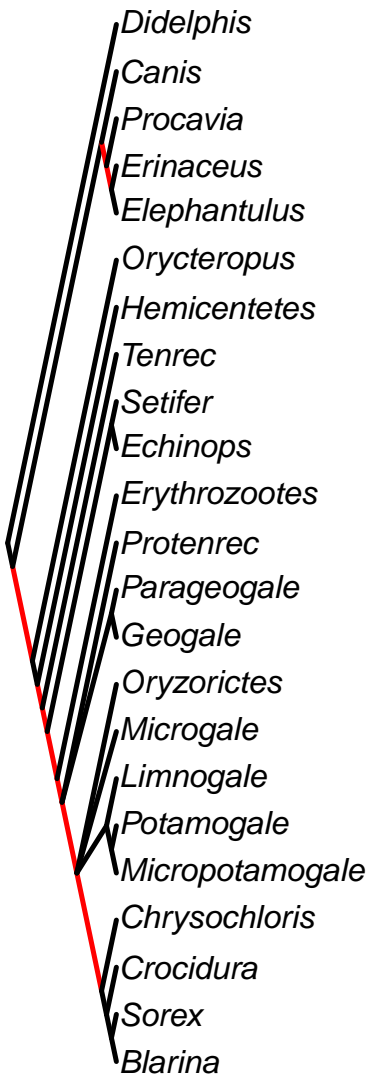 Didelphis
Canis
Procavia
Erinaceus
Elephantulus
Orycteropus
Hemicentetes
Tenrec
Setifer
Echinops
Erythrozootes
Protenrec
Parageogale
Geogale
Oryzorictes
Microgale
Limnogale
Potamogale
Micropotamogale
Chrysochloris
Crocidura
Sorex
Blarina